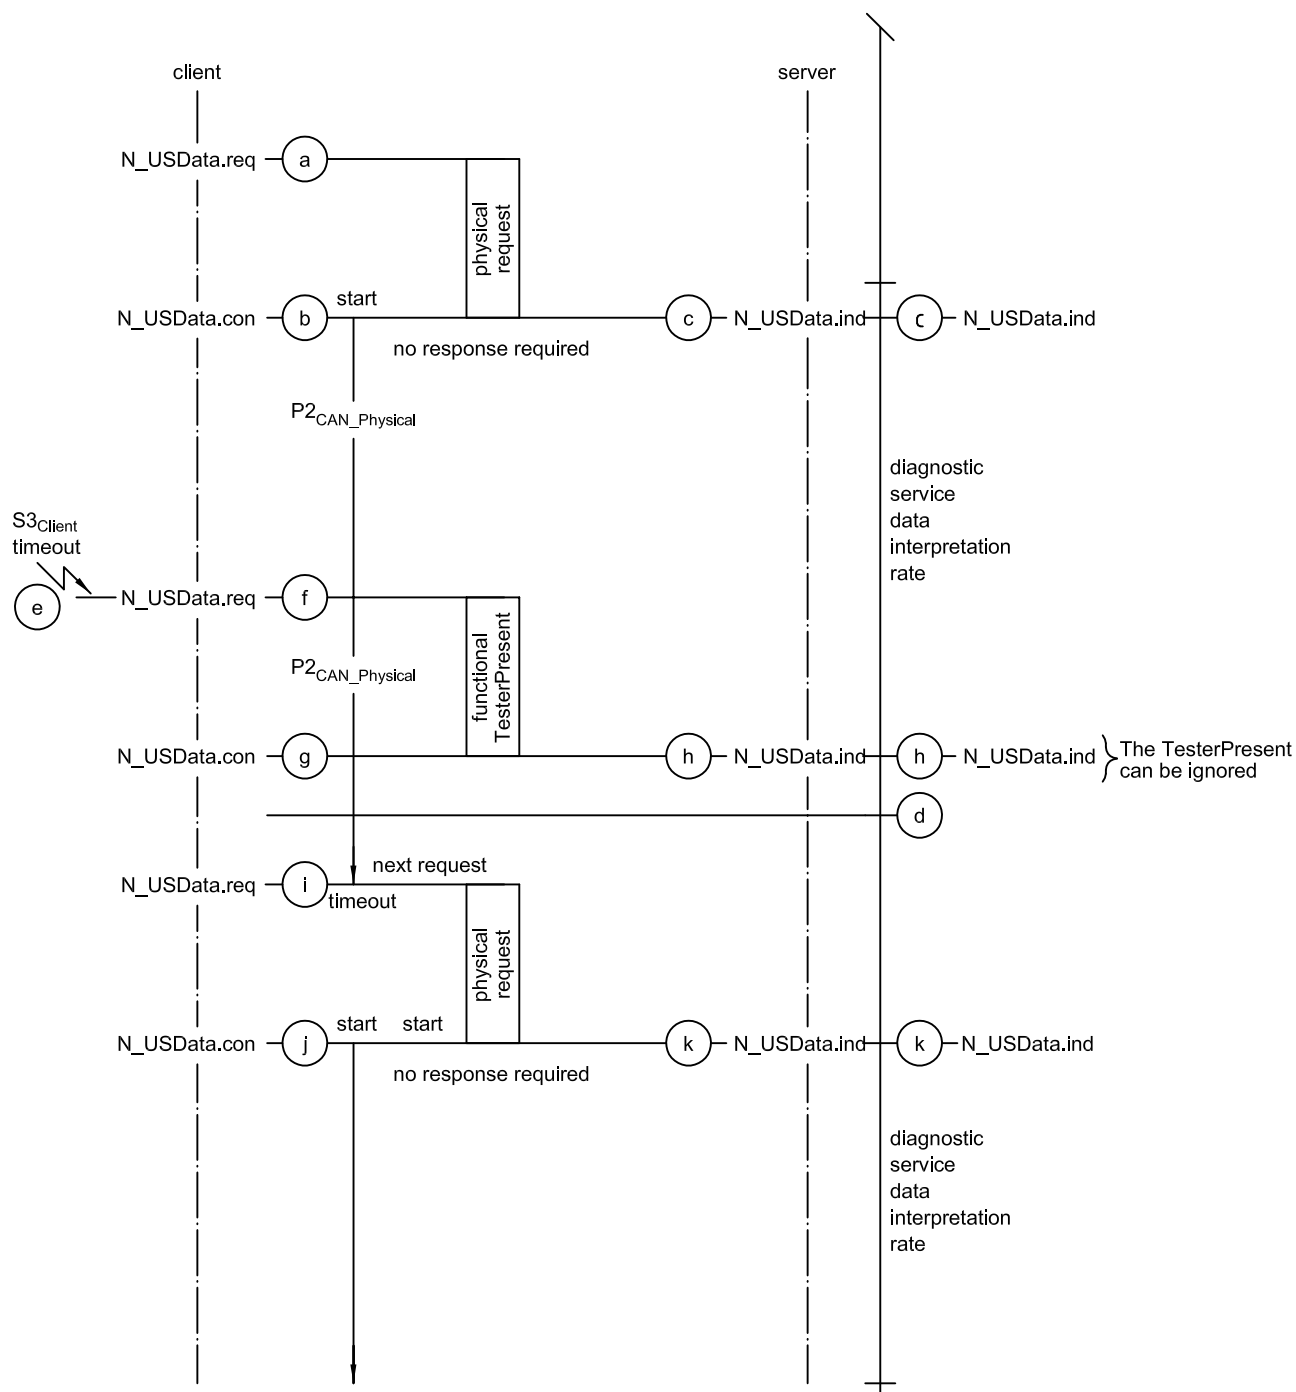 client
server
N_USData.req
a
physical
request
N_USData.con
b
start
c
N_USData.ind
c
N_USData.ind
no response required
P2CAN_Physical
diagnostic
service
data
interpretation
rate
S3Client
timeout
e
N_USData.req
f
functional
TesterPresent
P2CAN_Physical
N_USData.con
g
h
N_USData.ind
h
N_USData.ind
The TesterPresent
can be ignored
d
N_USData.req
i
next request
timeout
physical
request
N_USData.con
j
start
start
k
N_USData.ind
k
N_USData.ind
no response required
diagnostic
service
data
interpretation
rate